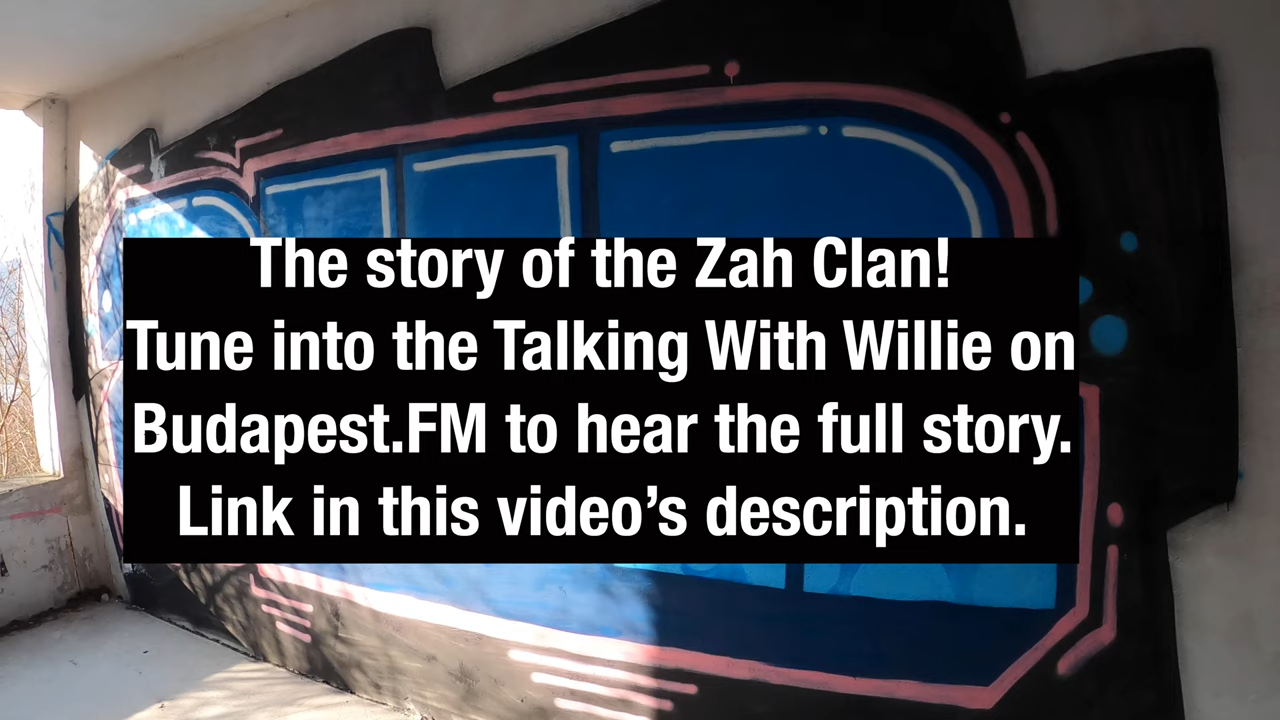 The story of the Zah Clan!
Tune into the Talking With Willie on
Budapest.FM to hear the full story.
Link in this video’s description.